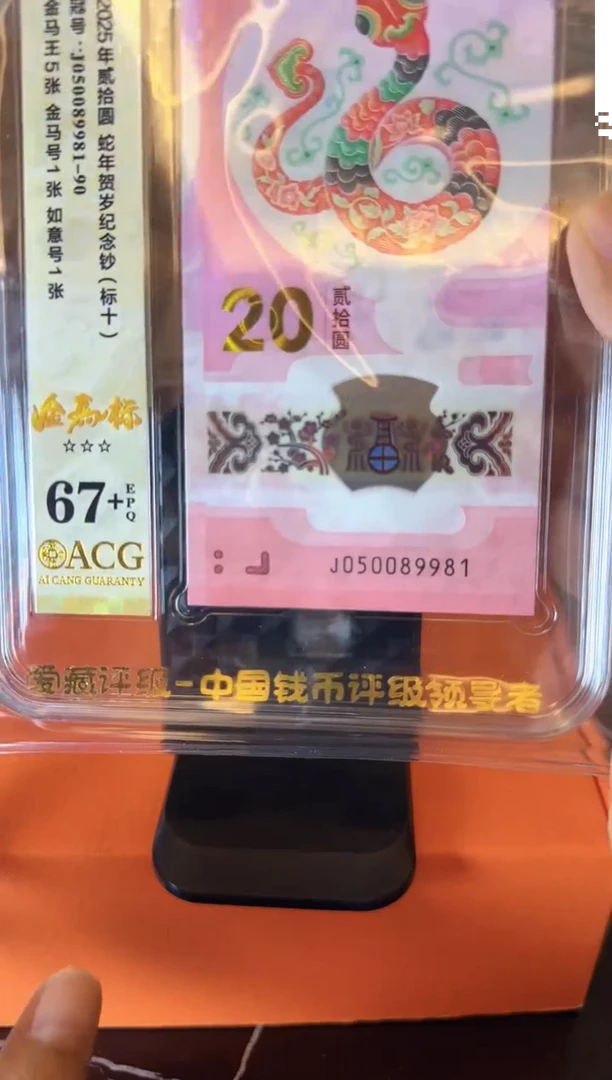 2025年贰拾圆 蛇年贺岁纪念钞(标十)
冠号:J050089981-90
金马王5张 金马号1张 如意号1张
金马标
☆☆☆
67+EPQ
ACG
AI CANG GUARANTY
20
贰拾圆
J050089981
爱藏评级-中国钱币评级领导者